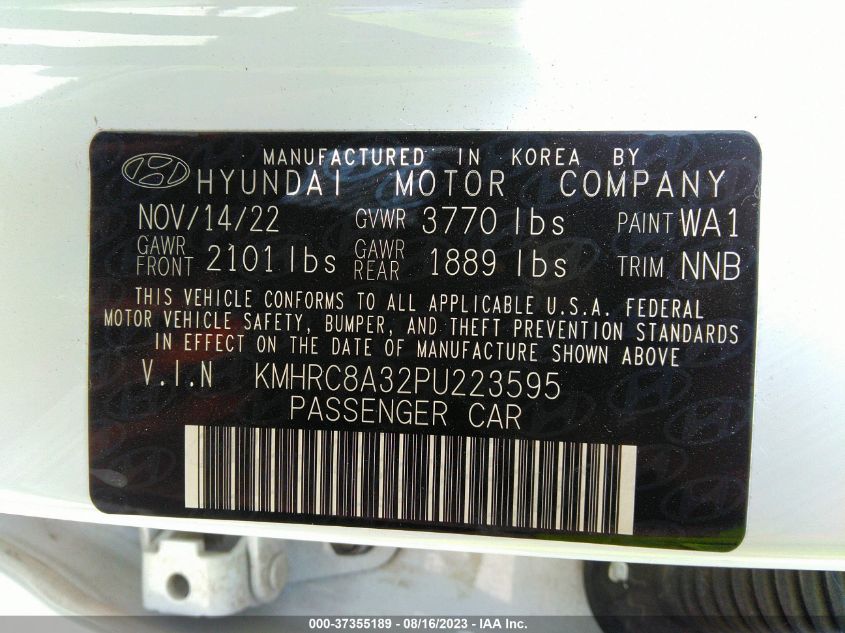 MANUFACTURED IN KOREA BY
HYUNDAI MOTOR COMPANY
NOV/14/22 GVWR 3770 lbs PAINT WA1
GAWR FRONT 2101 lbs GAWR REAR 1889 lbs TRIM NNB
THIS VEHICLE CONFORMS TO ALL APPLICABLE U.S.A. FEDERAL
MOTOR VEHICLE SAFETY, BUMPER, AND THEFT PREVENTION STANDARDS
IN EFFECT ON THE DATE OF MANUFACTURE SHOWN ABOVE
V.I.N KMHRC8A32PU223595
PASSENGER CAR
000-37355189 - 08/16/2023 - IAA Inc.